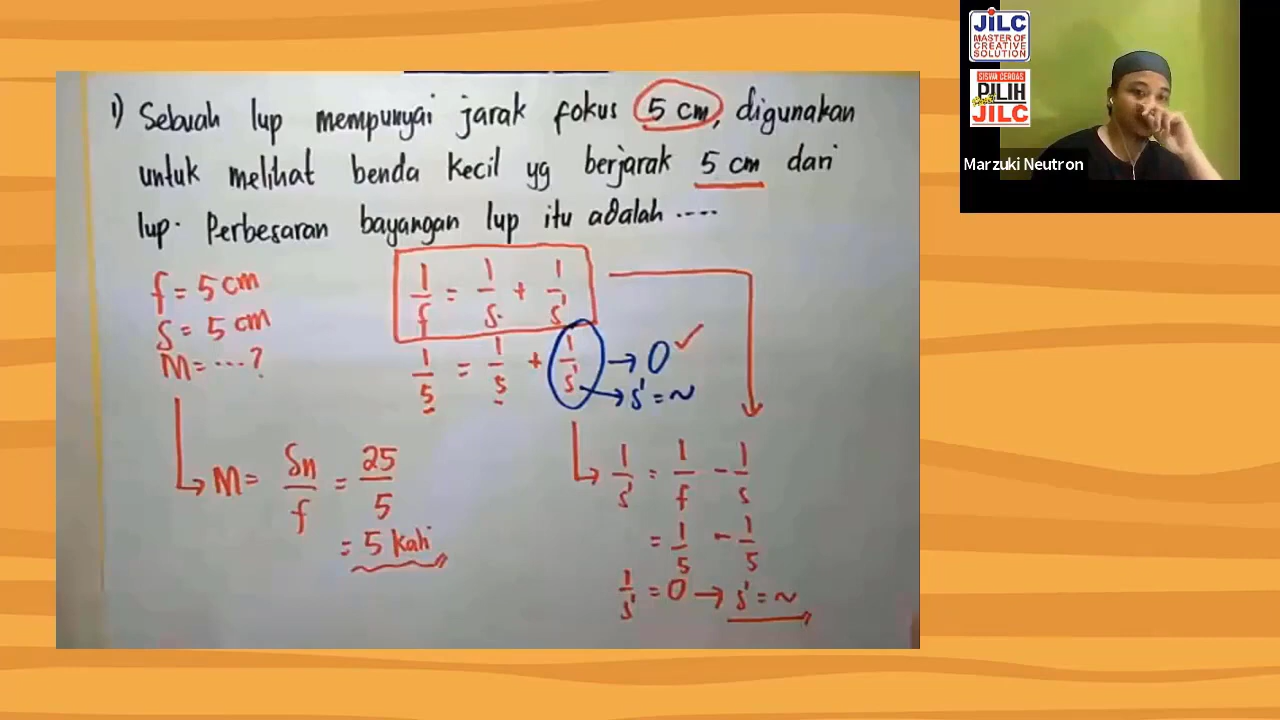 1) Sebuah lup mempunyai jarak fokus 5 cm, digunakan
untuk melihat benda kecil yg berjarak 5 cm dari
lup. Perbesaran bayangan lup itu adalah ....
f = 5 cm
S = 5 cm
M = ... ?
M = Sn/f = 25/5
= 5 kali
1/f = 1/s + 1/s'
1/5 = 1/5 + 1/s' → 0 ✓
→ s' = ~
1/s' = 1/f - 1/s
= 1/5 - 1/5
1/s' = 0 → s' = ~
JILC
MASTER OF
CREATIVE
SOLUTION
SISWA CERDAS
PILIH
JILC
Marzuki Neutron